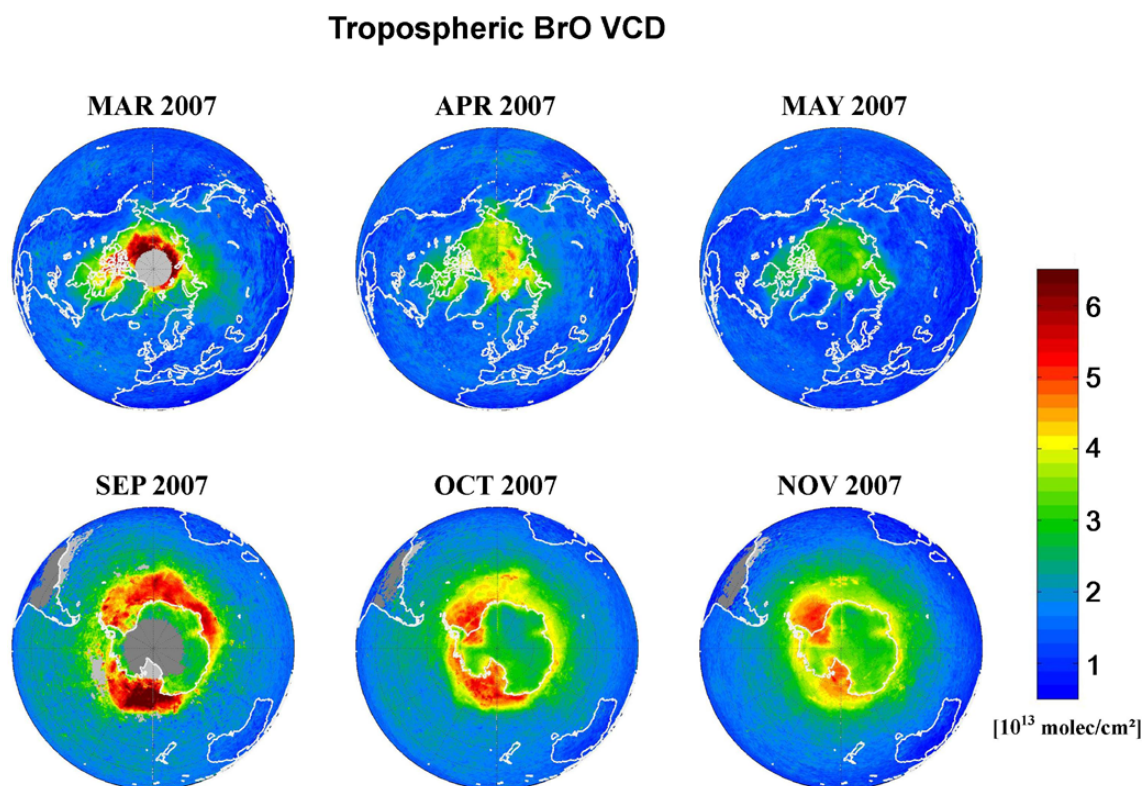 Tropospheric BrO VCD
MAR 2007
APR 2007
MAY 2007
SEP 2007
OCT 2007
NOV 2007
6
5
4
3
2
1
[10¹³ molec/cm²]